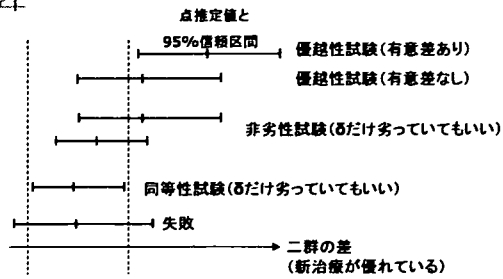 点推定値と
95%信頼区間
優越性試験(有意差あり)
優越性試験(有意差なし)
非劣性試験(δだけ劣っていてもいい)
同等性試験(δだけ劣っていてもいい)
失敗
二群の差
(新治療が優れている)